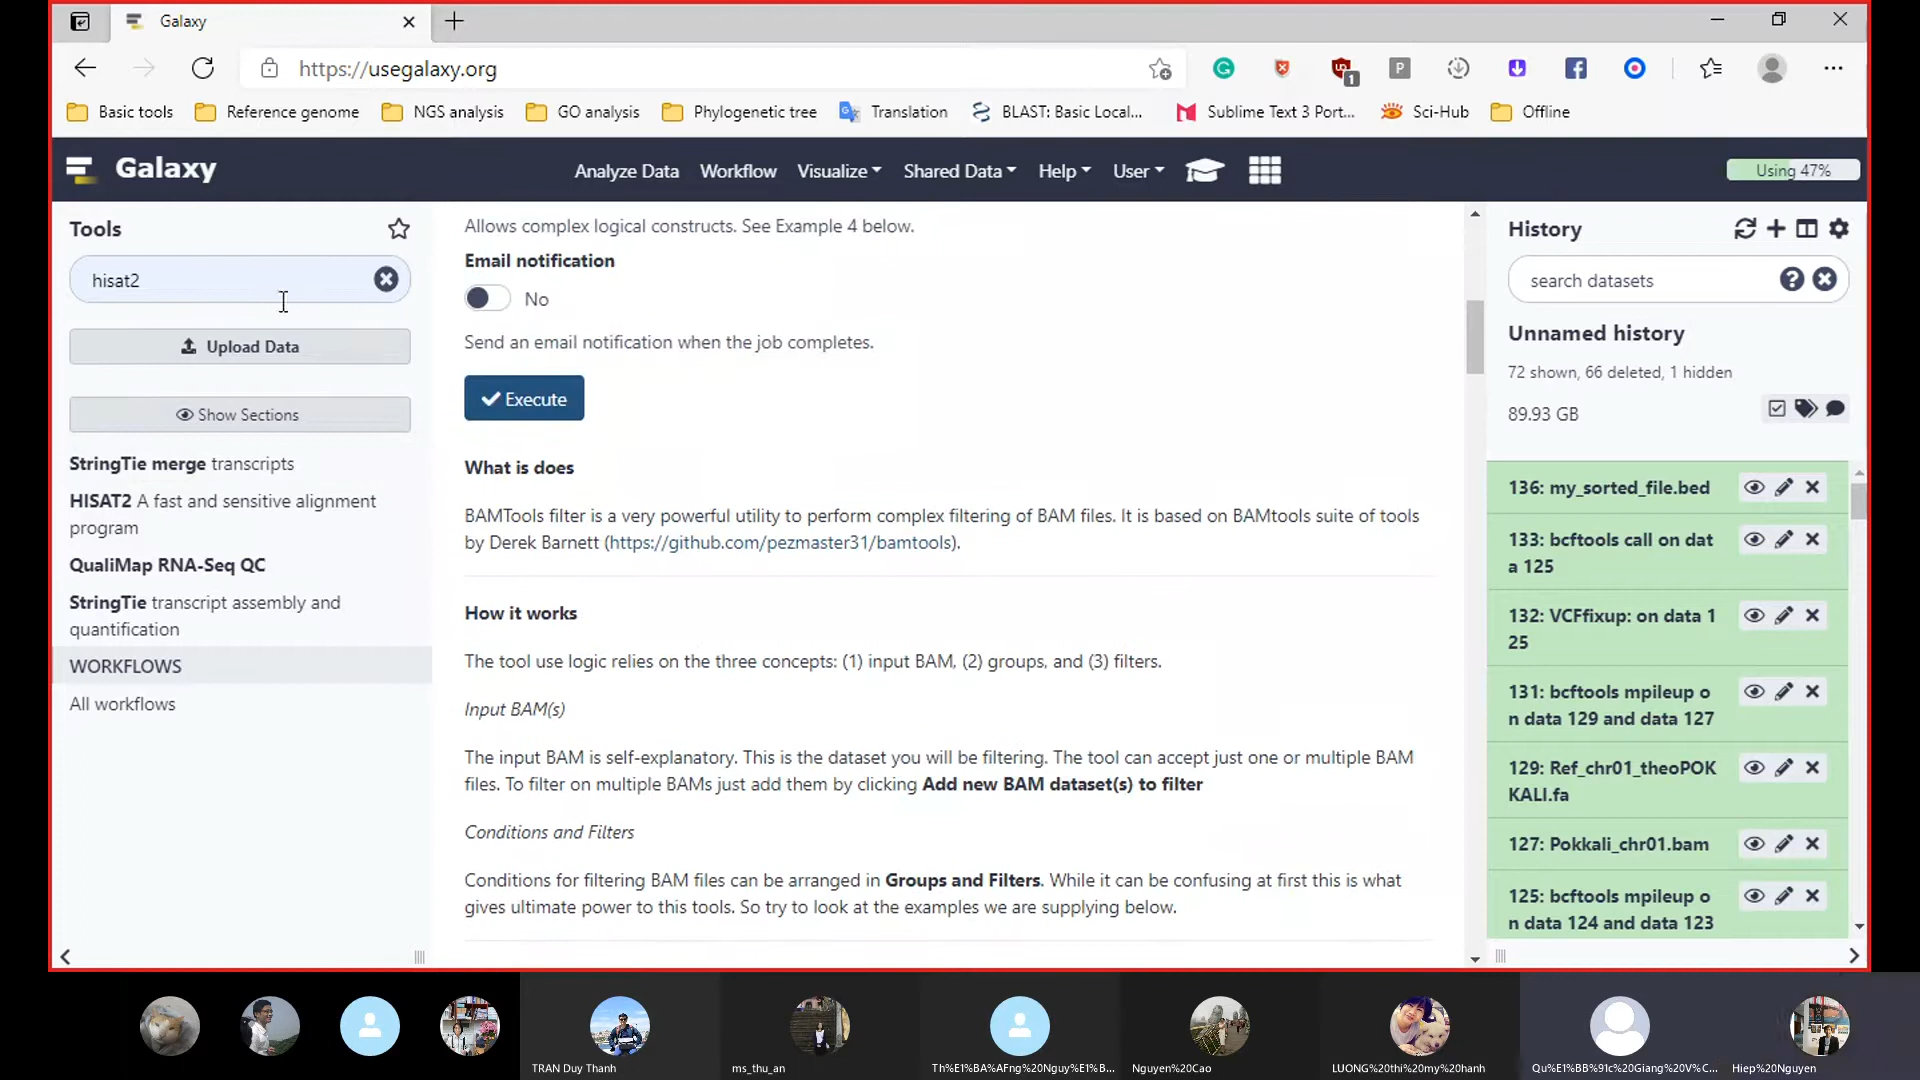 Galaxy
https://usegalaxy.org
1
P
Basic tools
Reference genome
NGS analysis
GO analysis
Phylogenetic tree
Translation
BLAST: Basic Local...
Sublime Text 3 Port...
Sci-Hub
Offline
Galaxy
Analyze Data
Workflow
Visualize
Shared Data
Help
User
Using 47%
Tools
hisat2
Upload Data
Show Sections
StringTie merge transcripts
HISAT2 A fast and sensitive alignment
program
QualiMap RNA-Seq QC
StringTie transcript assembly and
quantification
WORKFLOWS
All workflows
Allows complex logical constructs. See Example 4 below.
Email notification
No
Send an email notification when the job completes.
Execute
What is does
BAMTools filter is a very powerful utility to perform complex filtering of BAM files. It is based on BAMtools suite of tools
by Derek Barnett (https://github.com/pezmaster31/bamtools).
How it works
The tool use logic relies on the three concepts: (1) input BAM, (2) groups, and (3) filters.
Input BAM(s)
The input BAM is self-explanatory. This is the dataset you will be filtering. The tool can accept just one or multiple BAM
files. To filter on multiple BAMs just add them by clicking Add new BAM dataset(s) to filter
Conditions and Filters
Conditions for filtering BAM files can be arranged in Groups and Filters. While it can be confusing at first this is what
gives ultimate power to this tools. So try to look at the examples we are supplying below.
History
search datasets
Unnamed history
72 shown, 66 deleted, 1 hidden
89.93 GB
136: my_sorted_file.bed
133: bcftools call on dat
a 125
132: VCFfixup: on data 1
25
131: bcftools mpileup o
n data 129 and data 127
129: Ref_chr01_theoPOK
KALI.fa
127: Pokkali_chr01.bam
125: bcftools mpileup o
n data 124 and data 123
TRAN Duy Thanh
ms_thu_an
Th%E1%BA%AFng%20Nguy%E1%B...
Nguyen%20Cao
LUONG%20thi%20my%20hanh
Qu%E1%BB%91c%20Giang%20V%C...
Hiep%20Nguyen